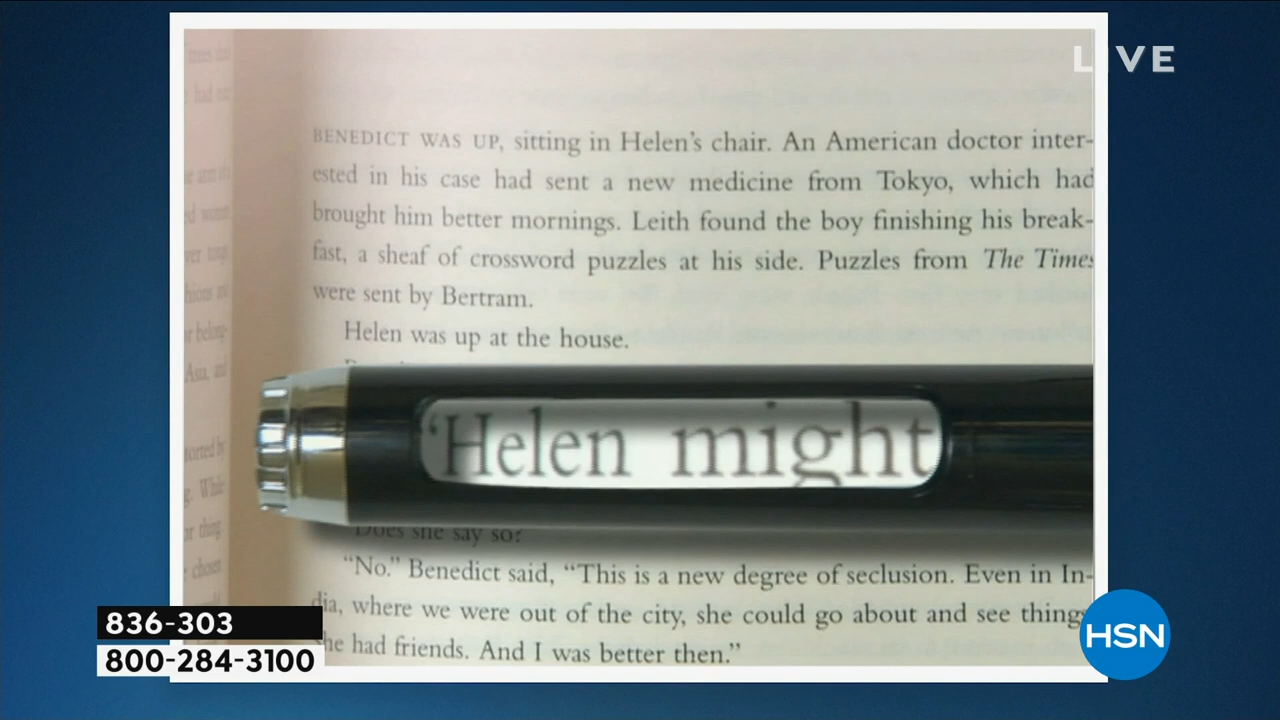 LIVE
BENEDICT WAS UP, sitting in Helen's chair. An American doctor inter-
ested in his case had sent a new medicine from Tokyo, which had
brought him better mornings. Leith found the boy finishing his break-
fast, a sheaf of crossword puzzles at his side. Puzzles from The Times
were sent by Bertram.
Helen was up at the house.
'Helen might
Does she say so?
"No." Benedict said, "This is a new degree of seclusion. Even in In-
dia, where we were out of the city, she could go about and see things
she had friends. And I was better then."
836-303
800-284-3100
HSN